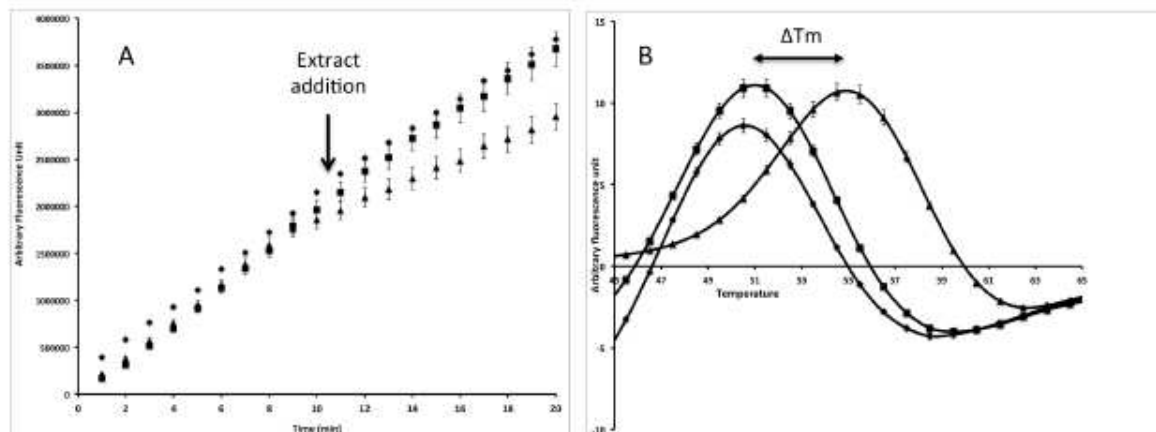 A
Extract
addition
Arbitrary Fluorescence Unit
4000000
3500000
3000000
2500000
2000000
1500000
1000000
500000
0
0 2 4 6 8 10 12 14 16 18 20
Time (min)
B
ΔTm
Arbitrary fluorescence unit
15
10
5
0
-5
-10
45 47 49 51 53 55 57 59 61 63 65
Temperature